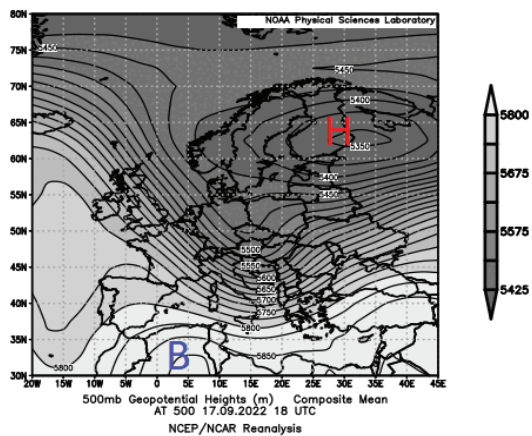 NOAA Physical Sciences Laboratory
80N
75N
70N
65N
60N
55N
50N
45N
40N
35N
30N
5450
5450
5400
H
5350
5400
5450
5500
5550
5600
5650
5700
5750
5800
5800
5850
B
20W 15W 10W 5W 0 5E 10E 15E 20E 25E 30E 35E 40E 45E
5800
5675
5575
5425
500mb Geopotential Heights (m) Composite Mean
AT 500 17.09.2022 18 UTC
NCEP/NCAR Reanalysis